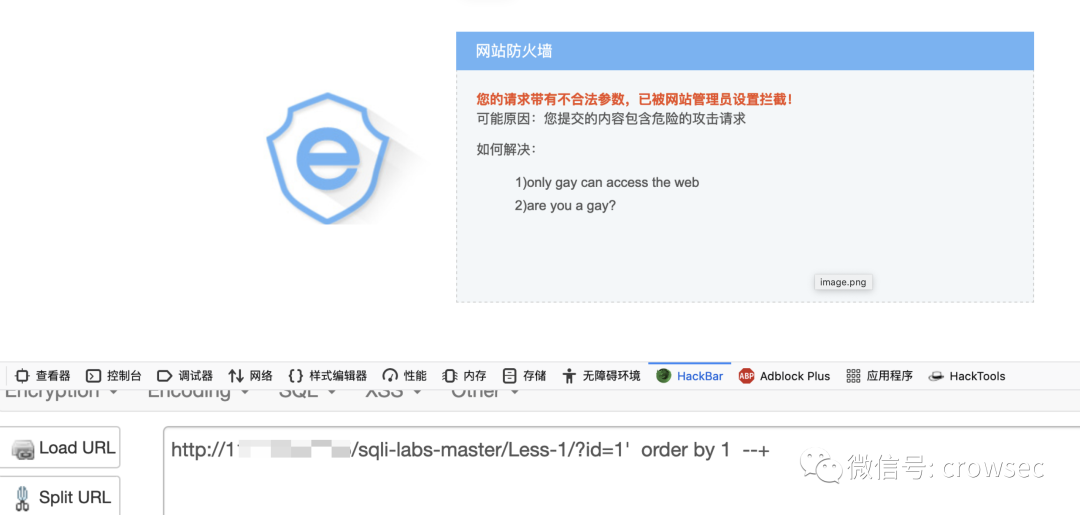 网站防火墙
您的请求带有不合法参数，已被网站管理员设置拦截！
可能原因：您提交的内容包含危险的攻击请求
如何解决：
1)only gay can access the web
2)are you a gay?
image.png
查看器 控制台 调试器 网络 样式编辑器 性能 内存 存储 无障碍环境 HackBar ABP Adblock Plus 应用程序 HackTools
Encryption Encoding SQL XSS Other
Load URL
http://1 /sqli-labs-master/Less-1/?id=1' order by 1 --+
微信号: crowsec
Split URL